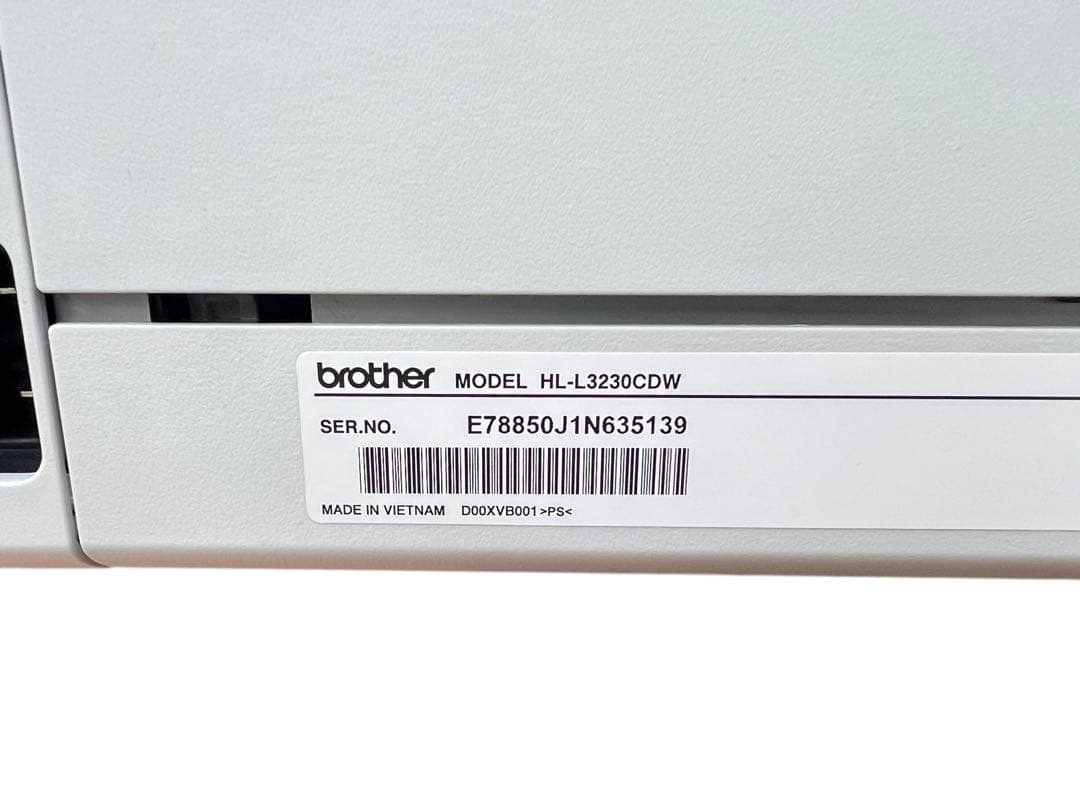 brother MODEL HL-L3230CDW
SER.NO. E78850J1N635139
MADE IN VIETNAM D00XVB001 >PS<